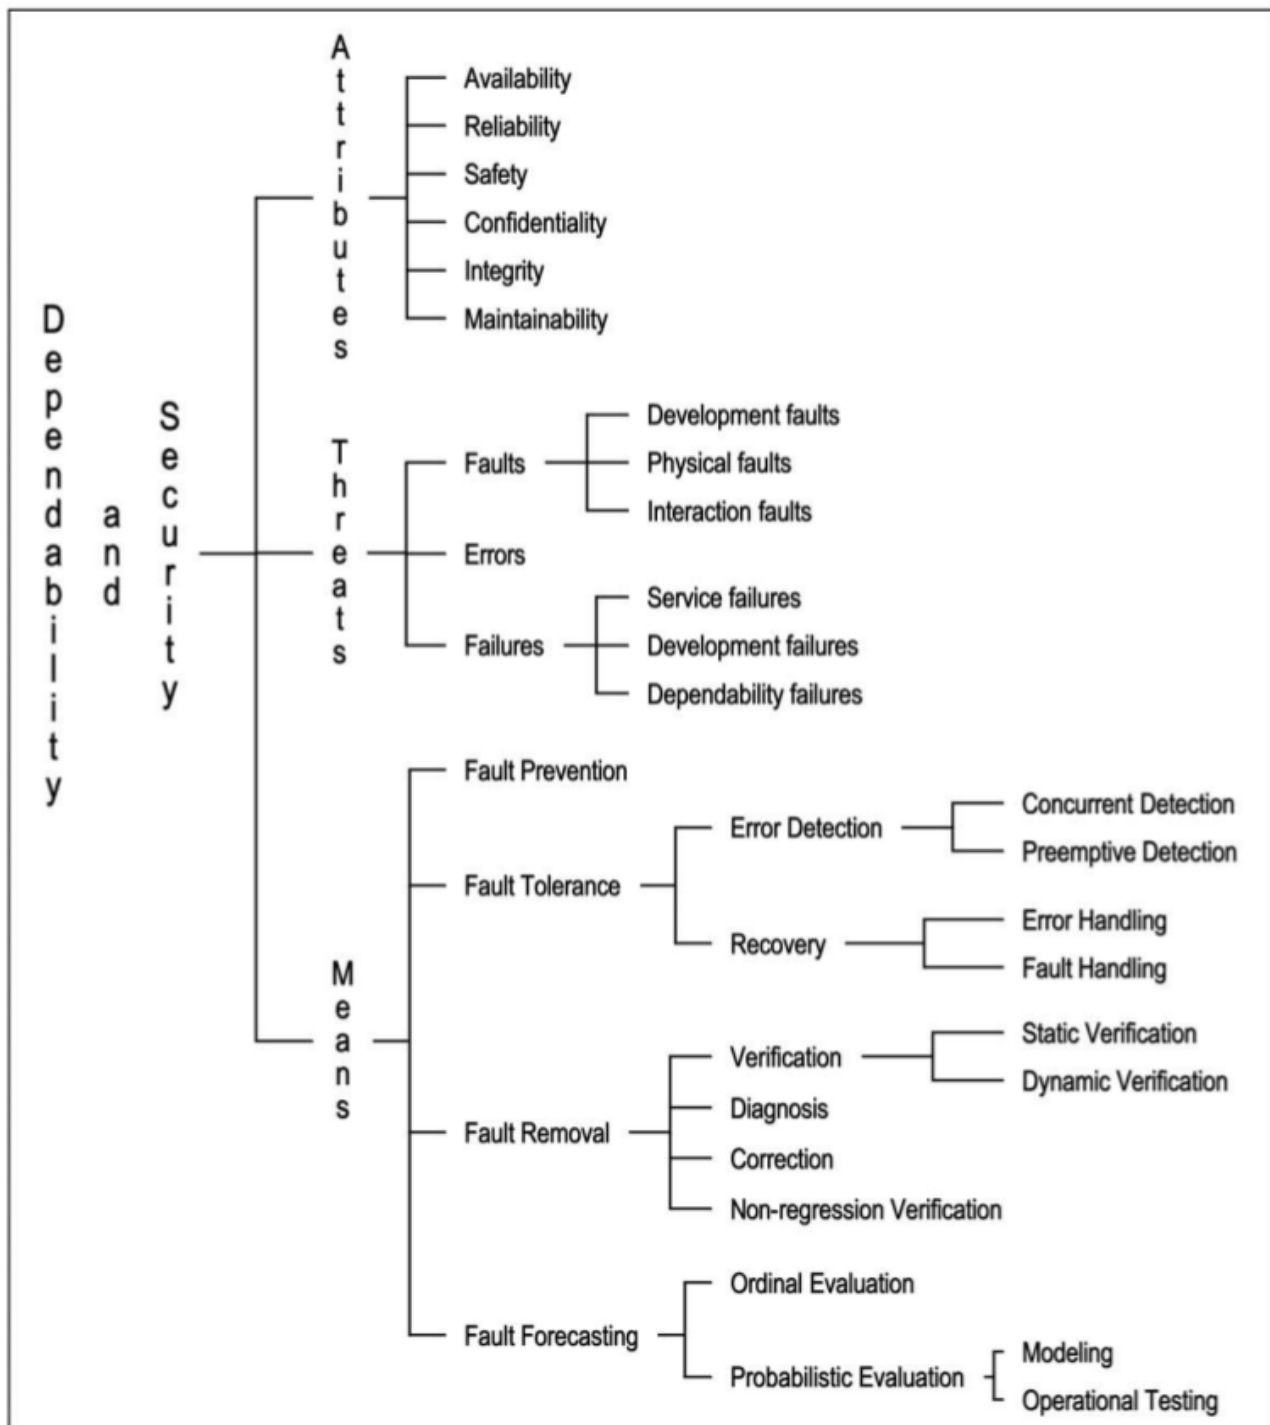 Dependability
and
Security
Attributes
Availability
Reliability
Safety
Confidentiality
Integrity
Maintainability
Threats
Faults
Development faults
Physical faults
Interaction faults
Errors
Failures
Service failures
Development failures
Dependability failures
Means
Fault Prevention
Fault Tolerance
Error Detection
Concurrent Detection
Preemptive Detection
Recovery
Error Handling
Fault Handling
Fault Removal
Verification
Static Verification
Dynamic Verification
Diagnosis
Correction
Non-regression Verification
Fault Forecasting
Ordinal Evaluation
Probabilistic Evaluation
Modeling
Operational Testing